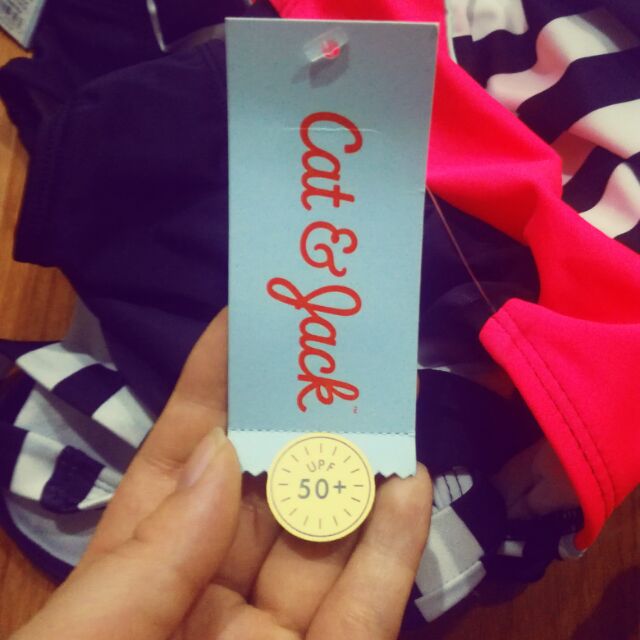 Cat & Jack™
UPF
50+